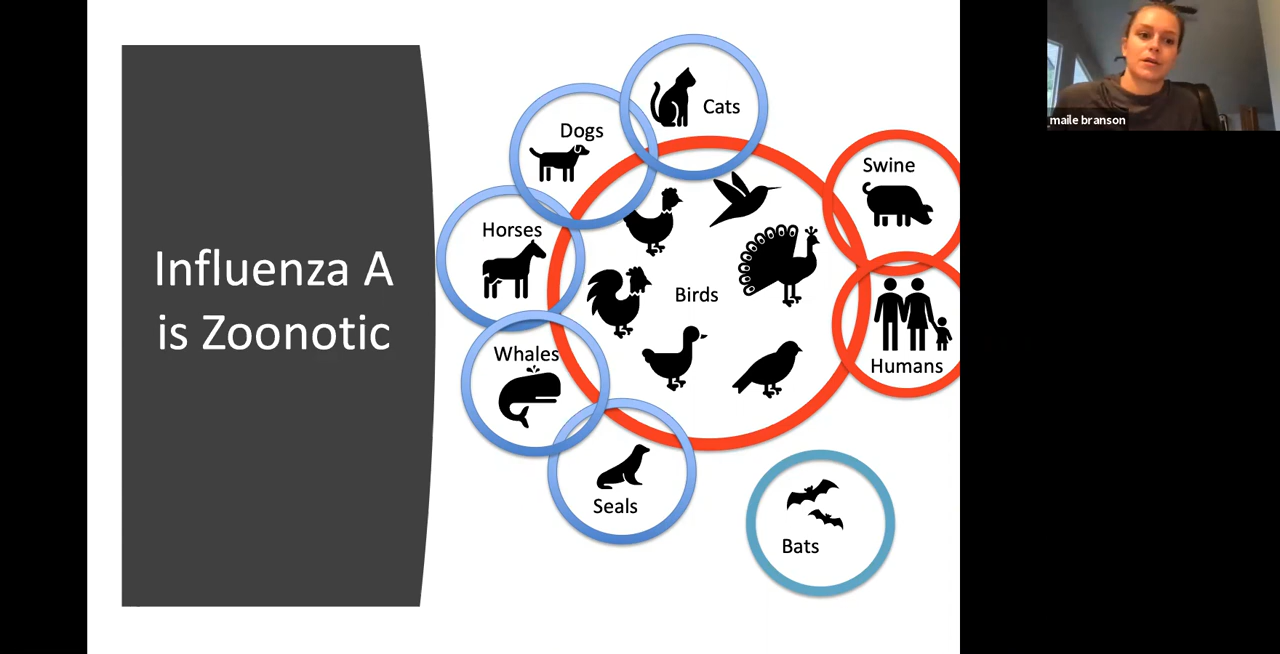 Influenza A
is Zoonotic
Cats
Dogs
Swine
Horses
Birds
Whales
Humans
Seals
Bats
maile branson